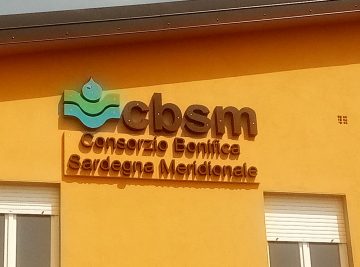 cbsm
Consorzio Bonifica
Sardegna Meridionale